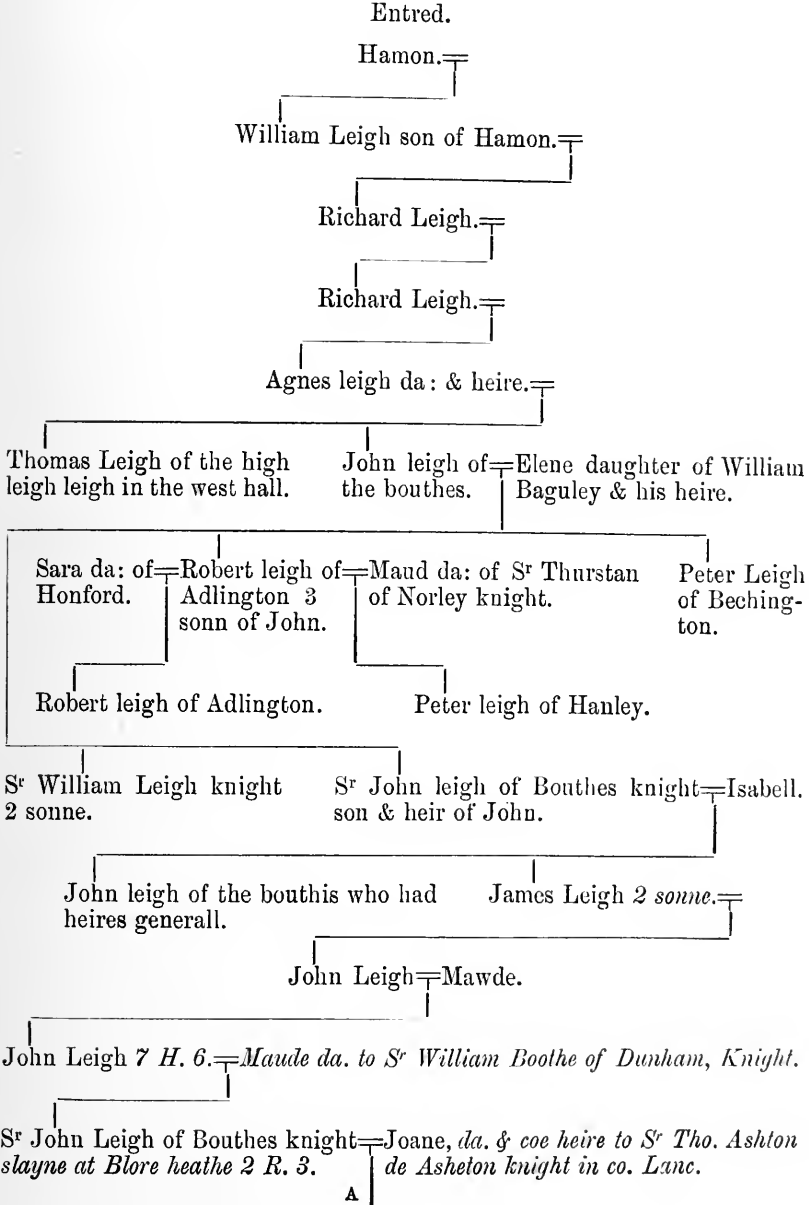 Entred.
Hamon.
William Leigh son of Hamon.
Richard Leigh.
Richard Leigh.
Agnes leigh da: & heire.
Thomas Leigh of the high
leigh leigh in the west hall.
John leigh of
the bouthes.
Elene daughter of William
Baguley & his heire.
Sara da: of
Honford.
Robert leigh of
Adlington 3
sonn of John.
Maud da: of Sʳ Thurstan
of Norley knight.
Peter Leigh
of Beching-
ton.
Robert leigh of Adlington.
Peter leigh of Hanley.
Sʳ William Leigh knight
2 sonne.
Sʳ John leigh of Bouthes knight
son & heir of John.
Isabell.
John leigh of the bouthis who had
heires generall.
James Leigh 2 sonne.
John Leigh
Mawde.
John Leigh 7 H. 6.
Maude da. to Sʳ William Boothe of Dunham, Knight.
Sʳ John Leigh of Bouthes knight
slayne at Blore heathe 2 R. 3.
Joane, da. & coe heire to Sʳ Tho. Ashton
de Asheton knight in co. Lanc.
A